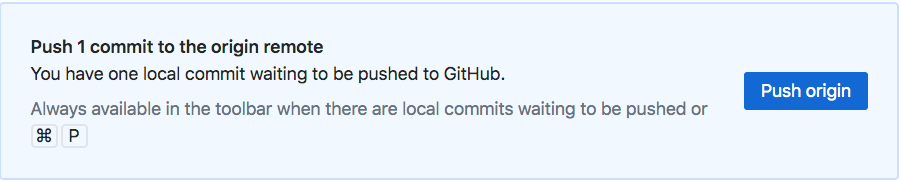 Push 1 commit to the origin remote
You have one local commit waiting to be pushed to GitHub.
Always available in the toolbar when there are local commits waiting to be pushed or
⌘ P
Push origin